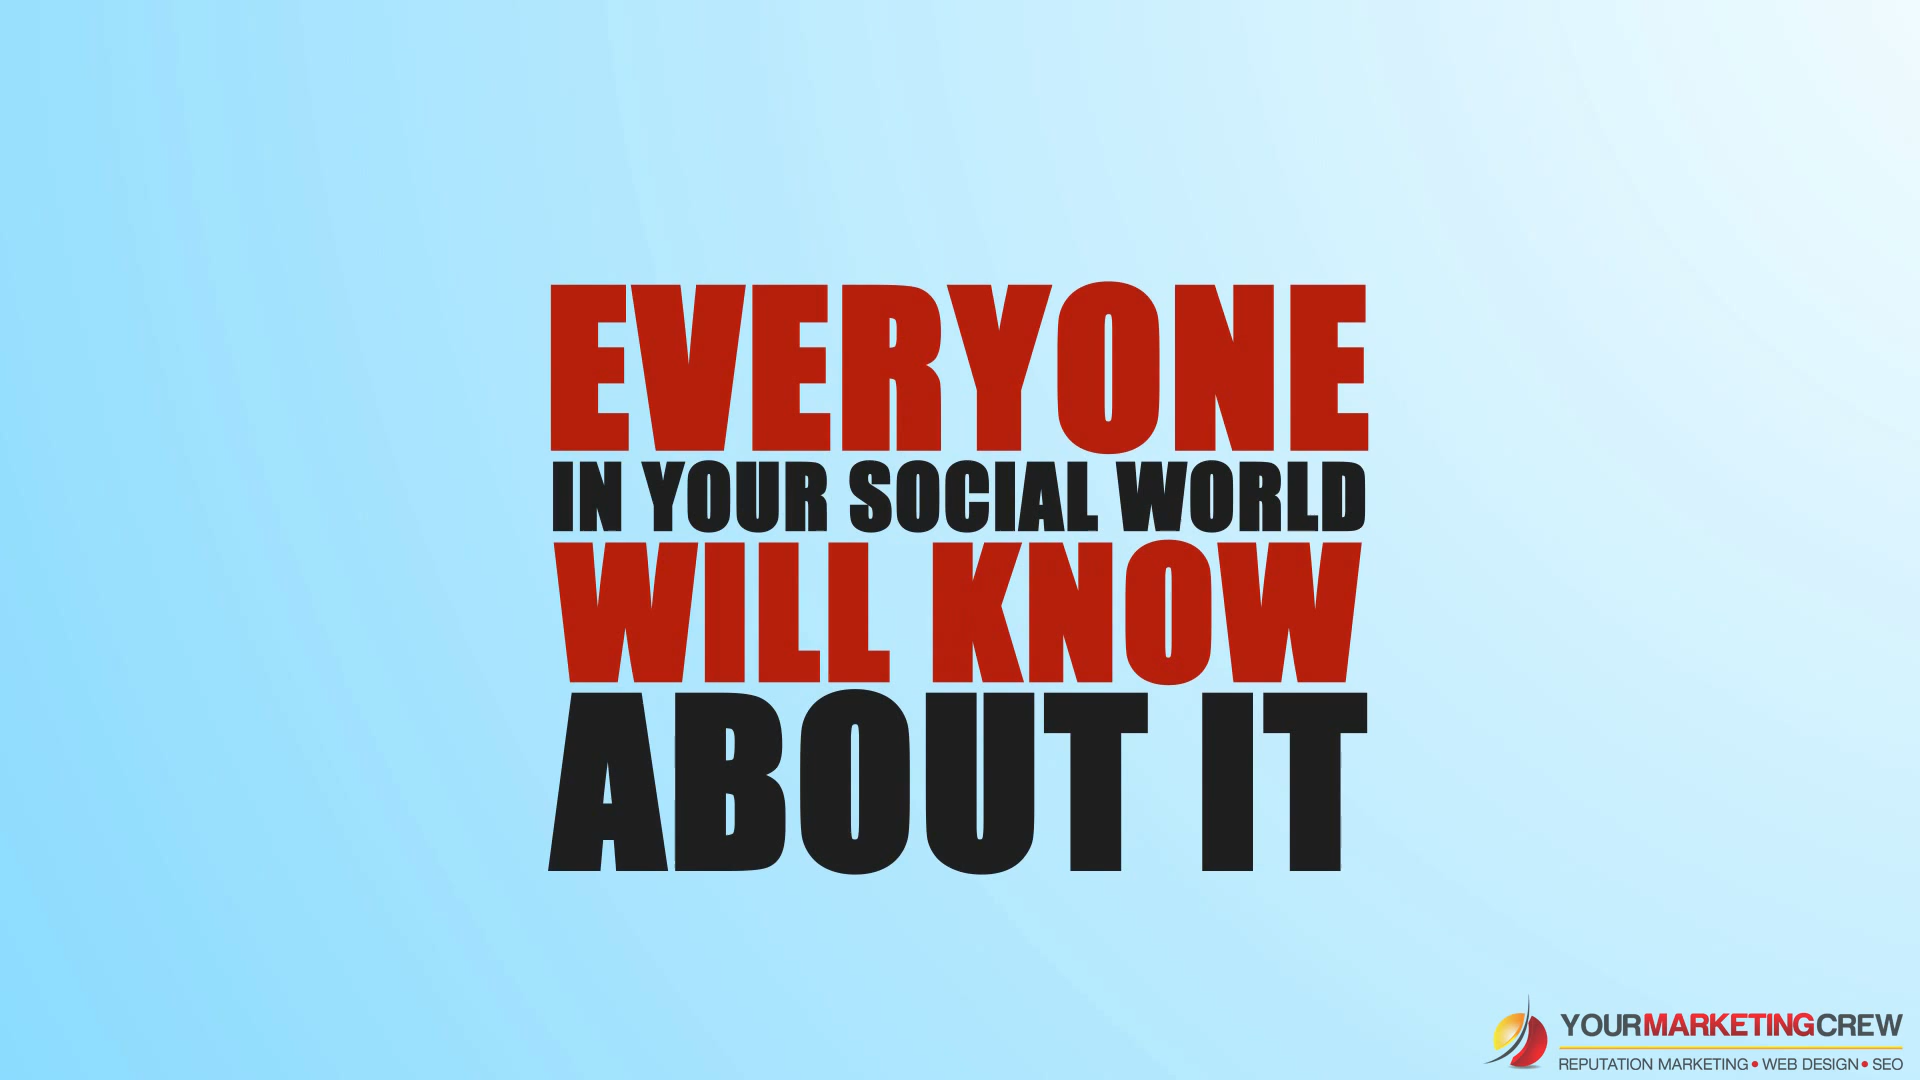 EVERYONE
IN YOUR SOCIAL WORLD
WILL KNOW
ABOUT IT
YOURMARKETINGCREW
REPUTATION MARKETING • WEB DESIGN • SEO